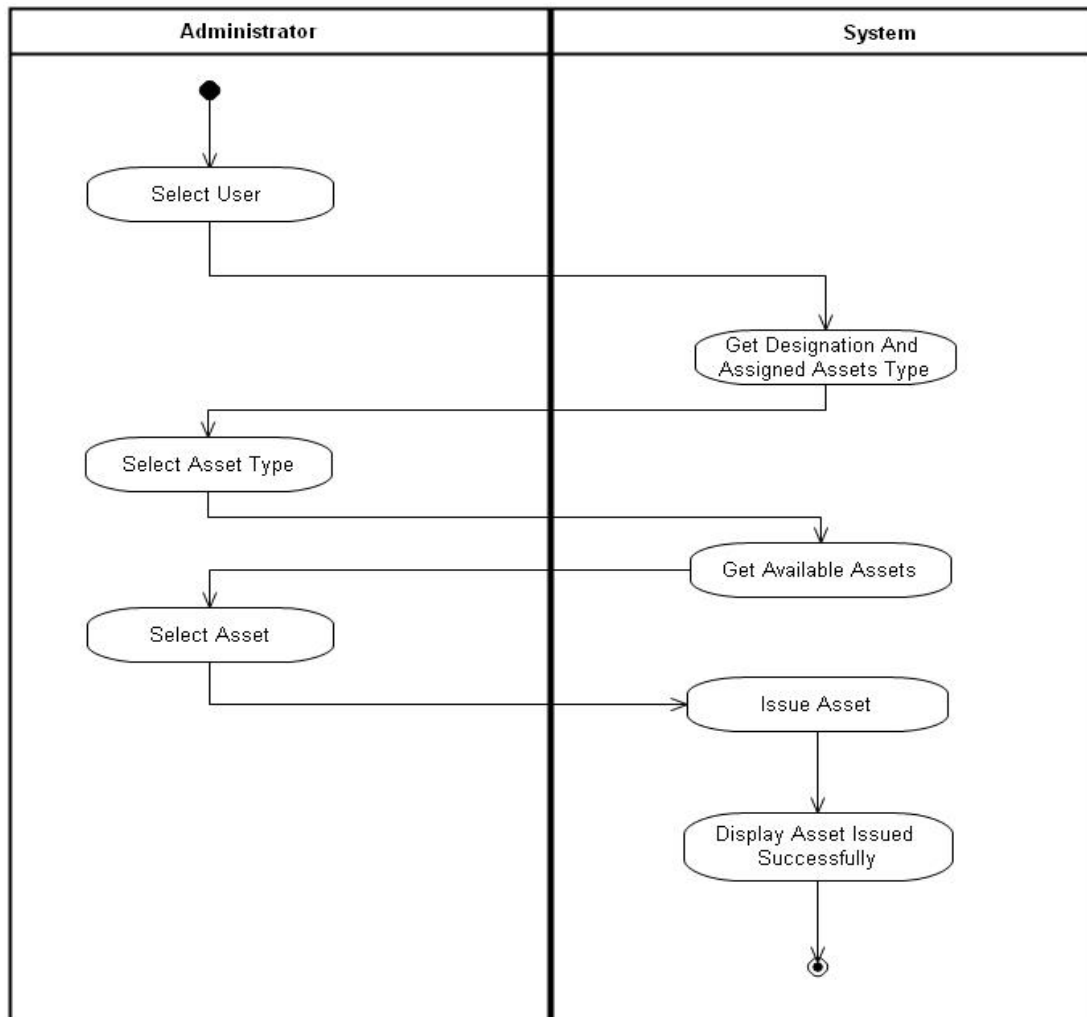 Administrator
System
Select User
Get Designation And
Assigned Assets Type
Select Asset Type
Get Available Assets
Select Asset
Issue Asset
Display Asset Issued
Successfully